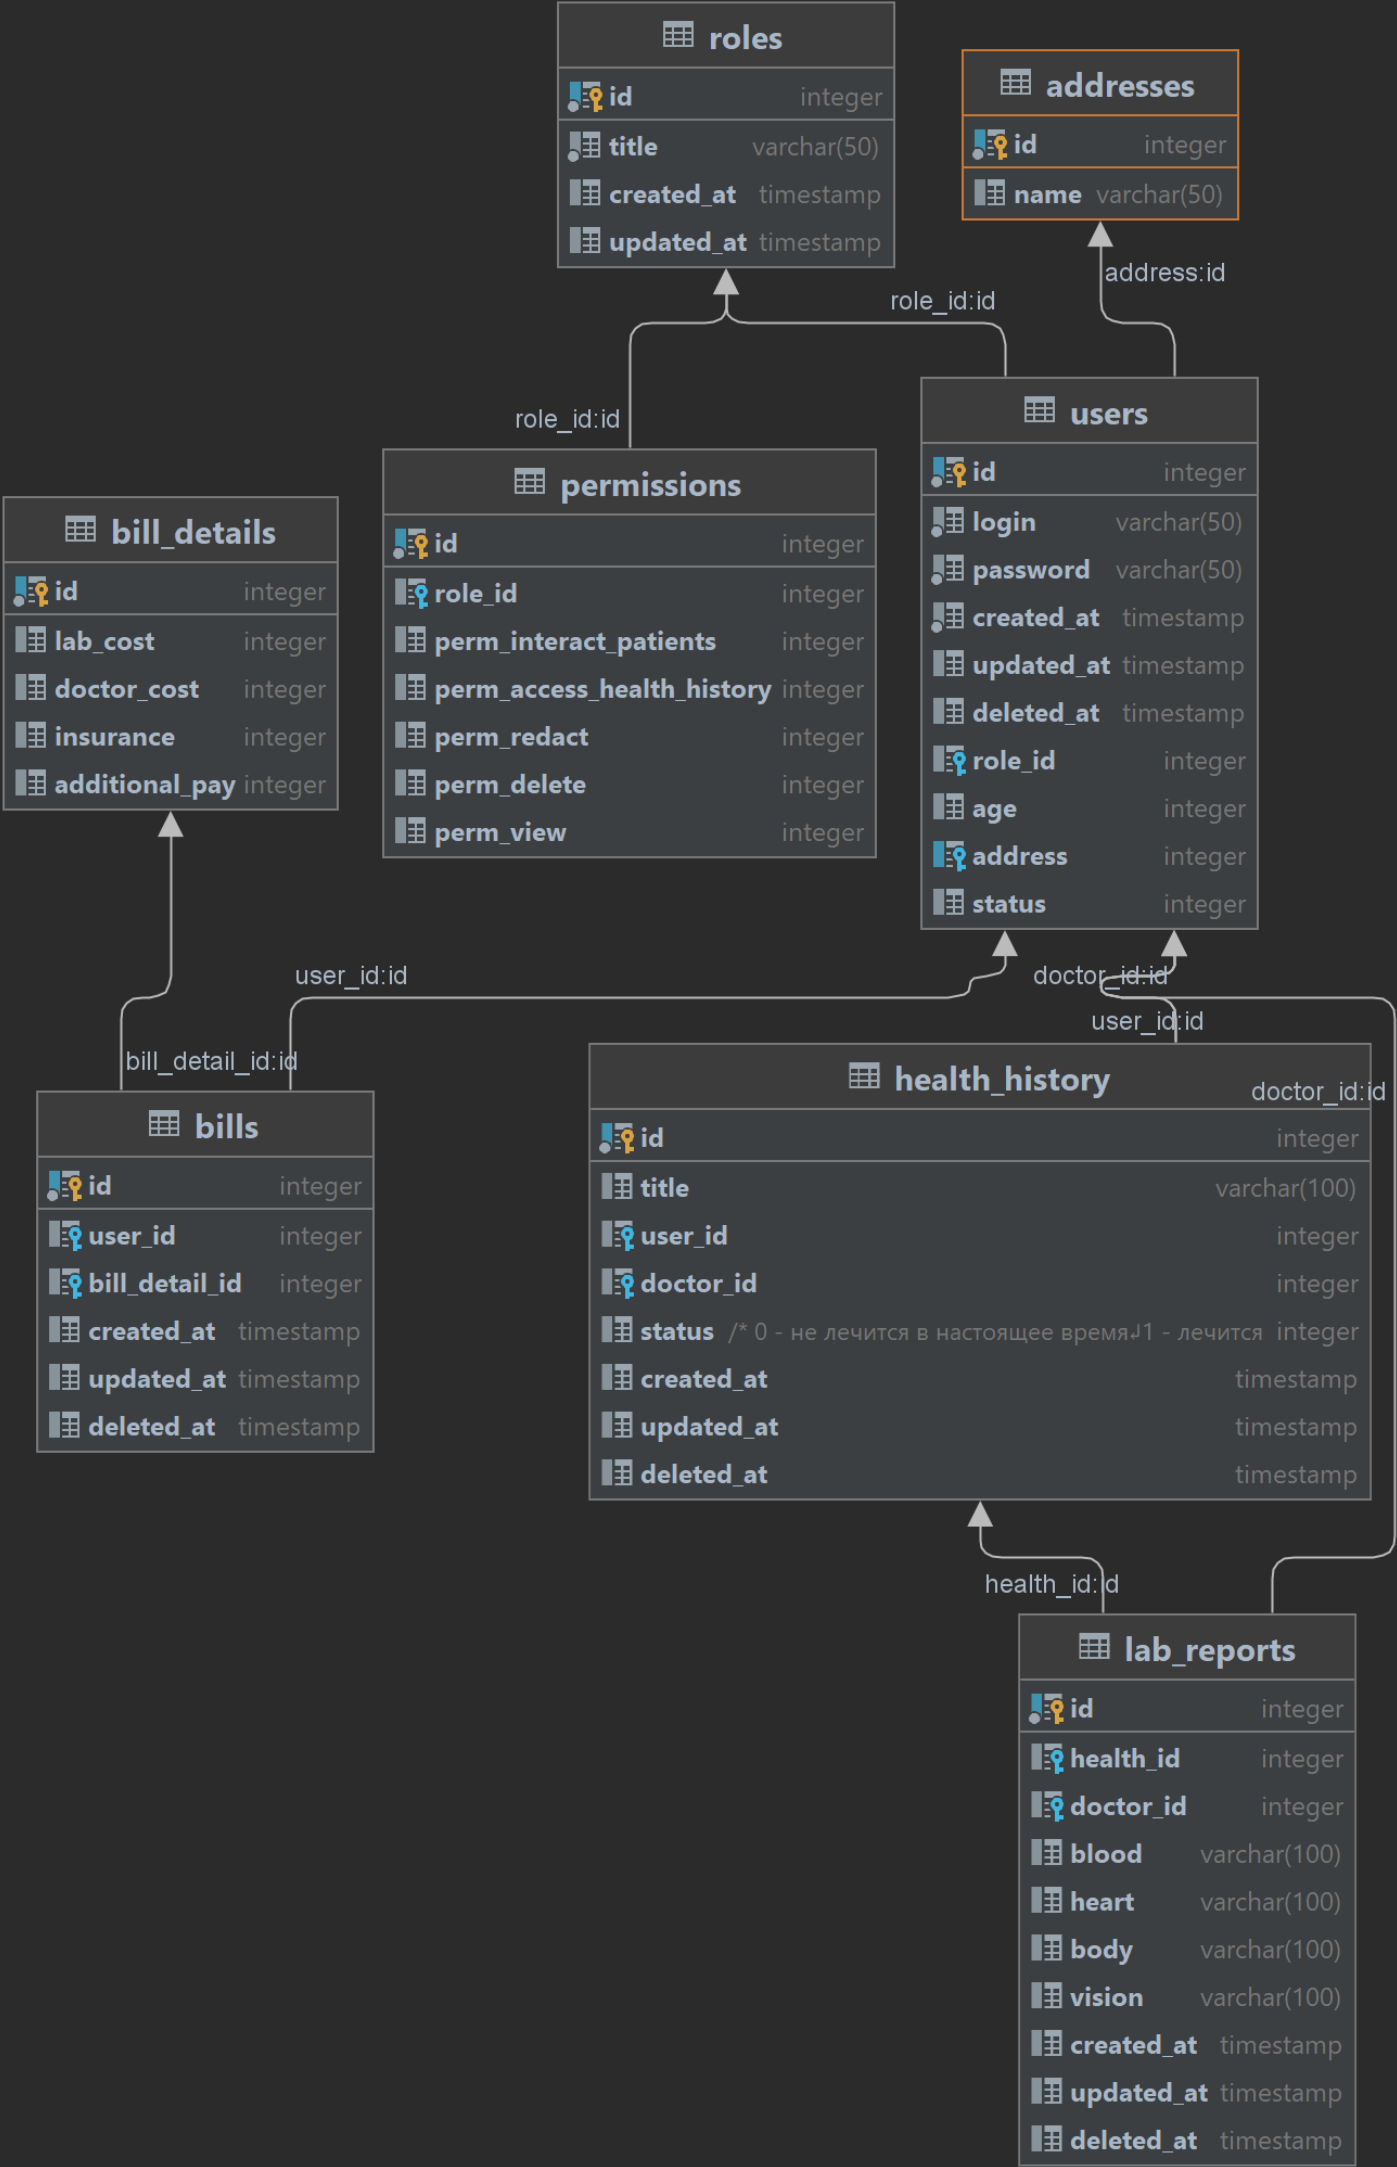 roles
id integer
title varchar(50)
created_at timestamp
updated_at timestamp
addresses
id integer
name varchar(50)
address:id
role_id:id
role_id:id
users
id integer
login varchar(50)
password varchar(50)
created_at timestamp
updated_at timestamp
deleted_at timestamp
role_id integer
age integer
address integer
status integer
permissions
id integer
role_id integer
perm_interact_patients integer
perm_access_health_history integer
perm_redact integer
perm_delete integer
perm_view integer
bill_details
id integer
lab_cost integer
doctor_cost integer
insurance integer
additional_pay integer
user_id:id
doctor_id:id
user_id:id
bill_detail_id:id
doctor_id:id
bills
id integer
user_id integer
bill_detail_id integer
created_at timestamp
updated_at timestamp
deleted_at timestamp
health_history
id integer
title varchar(100)
user_id integer
doctor_id integer
status /* 0 - не лечится в настоящее время↲1 - лечится integer
created_at timestamp
updated_at timestamp
deleted_at timestamp
health_id:id
lab_reports
id integer
health_id integer
doctor_id integer
blood varchar(100)
heart varchar(100)
body varchar(100)
vision varchar(100)
created_at timestamp
updated_at timestamp
deleted_at timestamp